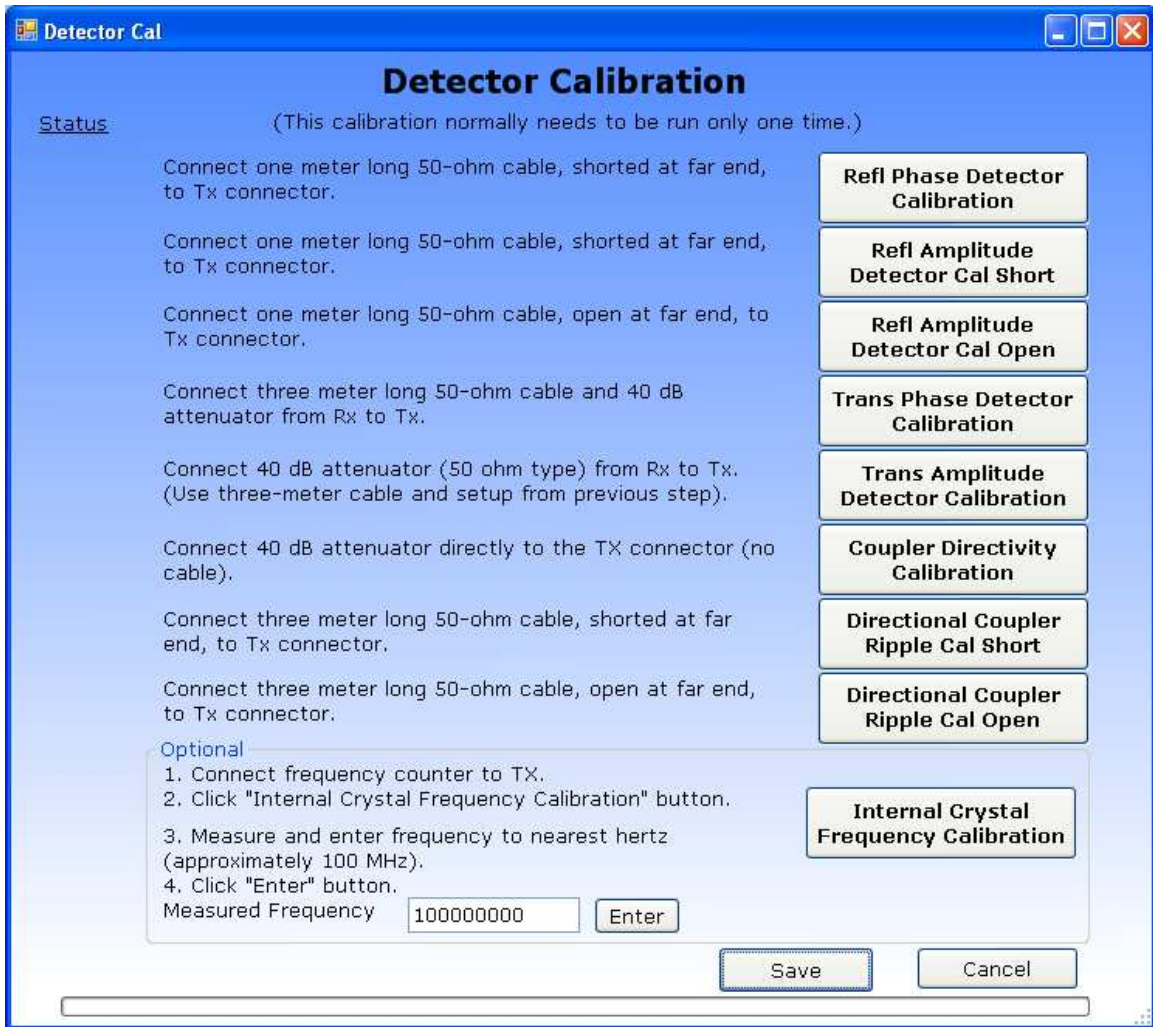 Detector Cal
Detector Calibration
Status
(This calibration normally needs to be run only one time.)
Connect one meter long 50-ohm cable, shorted at far end,
to Tx connector.
Refl Phase Detector
Calibration
Connect one meter long 50-ohm cable, shorted at far end,
to Tx connector.
Refl Amplitude
Detector Cal Short
Connect one meter long 50-ohm cable, open at far end, to
Tx connector.
Refl Amplitude
Detector Cal Open
Connect three meter long 50-ohm cable and 40 dB
attenuator from Rx to Tx.
Trans Phase Detector
Calibration
Connect 40 dB attenuator (50 ohm type) from Rx to Tx.
(Use three-meter cable and setup from previous step).
Trans Amplitude
Detector Calibration
Connect 40 dB attenuator directly to the TX connector (no
cable).
Coupler Directivity
Calibration
Connect three meter long 50-ohm cable, shorted at far
end, to Tx connector.
Directional Coupler
Ripple Cal Short
Connect three meter long 50-ohm cable, open at far end,
to Tx connector.
Directional Coupler
Ripple Cal Open
Optional
1. Connect frequency counter to TX.
2. Click "Internal Crystal Frequency Calibration" button.
3. Measure and enter frequency to nearest hertz
(approximately 100 MHz).
4. Click "Enter" button.
Internal Crystal
Frequency Calibration
Measured Frequency
100000000
Enter
Save
Cancel